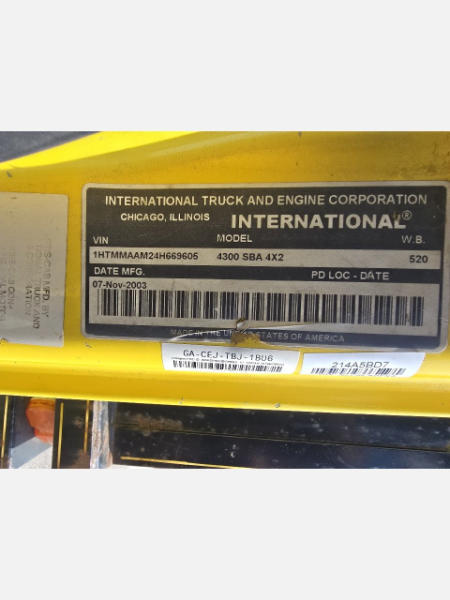 INTERNATIONAL TRUCK AND ENGINE CORPORATION
CHICAGO, ILLINOIS INTERNATIONAL®
VIN MODEL W.B.
1HTMMAAM24H669605 4300 SBA 4X2 520
DATE MFG. PD LOC - DATE
07-Nov-2003
MADE IN THE UNITED STATES OF AMERICA
GA-CEJ-TBJ-1806
214A5BD7